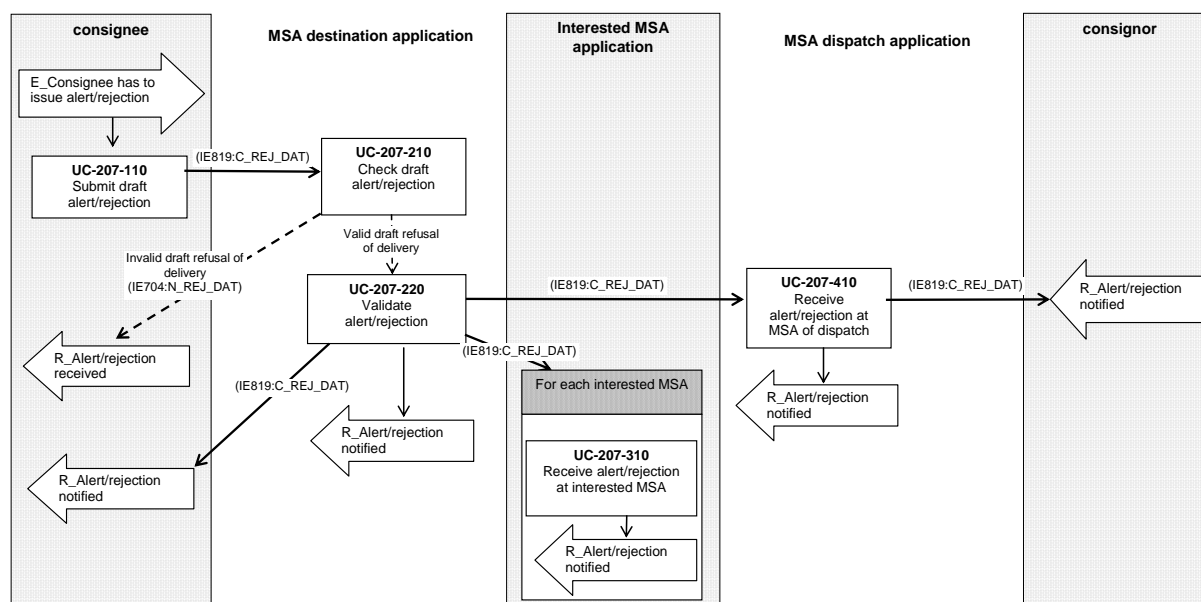 consignee
MSA destination application
Interested MSA
application
MSA dispatch application
consignor
E_Consignee has to
issue alert/rejection
UC-207-110
Submit draft
alert/rejection
(IE819:C_REJ_DAT)
UC-207-210
Check draft
alert/rejection
Invalid draft refusal of
delivery
(IE704:N_REJ_DAT)
Valid draft refusal
of delivery
UC-207-220
Validate
alert/rejection
(IE819:C_REJ_DAT)
UC-207-410
Receive
alert/rejection at
MSA of dispatch
(IE819:C_REJ_DAT)
R_Alert/rejection
notified
R_Alert/rejection
received
(IE819:C_REJ_DAT)
(IE819:C_REJ_DAT)
For each interested MSA
R_Alert/rejection
notified
R_Alert/rejection
notified
R_Alert/rejection
notified
UC-207-310
Receive alert/rejection
at interested MSA
R_Alert/rejection
notified